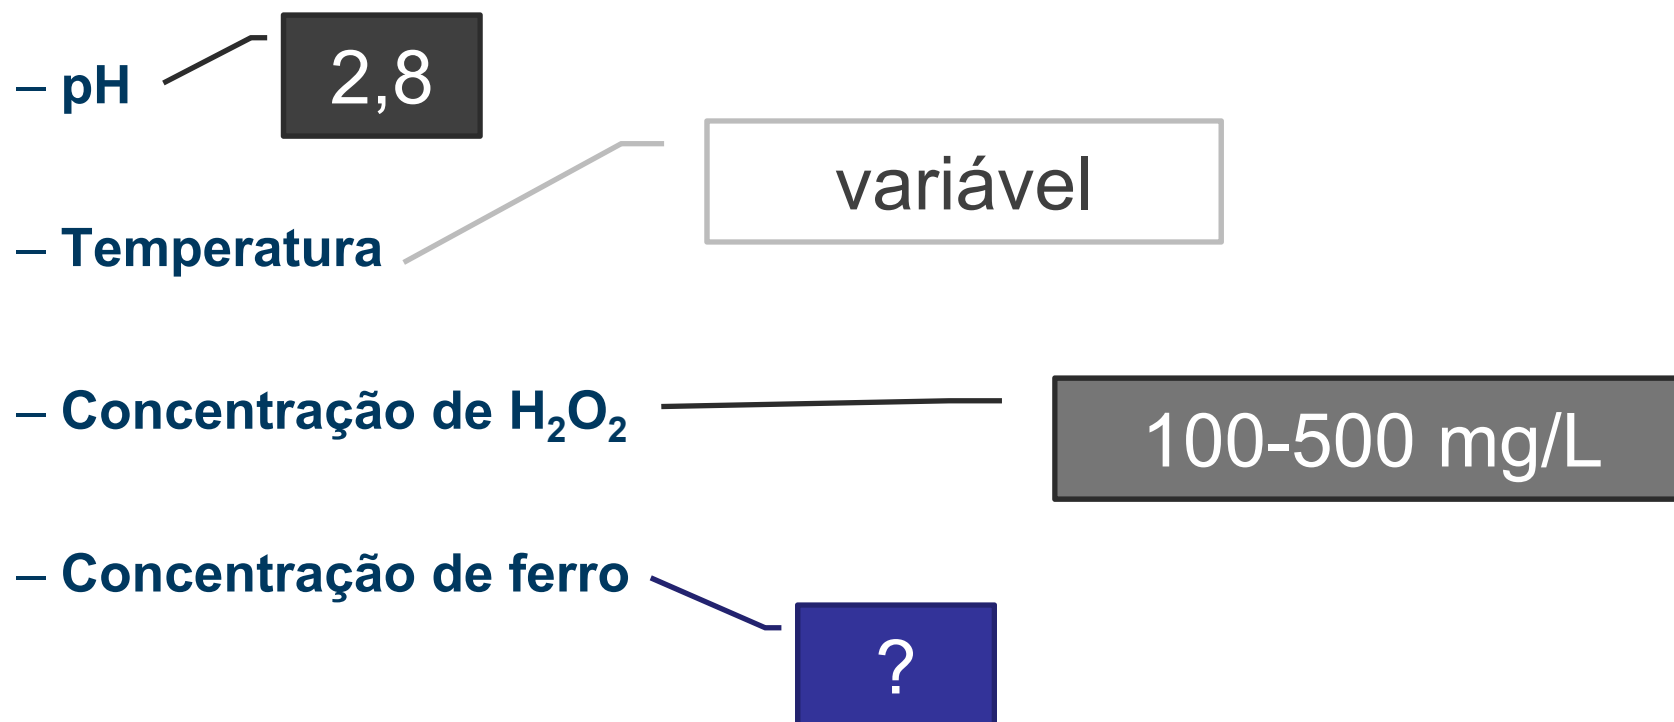 – pH
2,8
variável
– Temperatura
– Concentração de H₂O₂
100-500 mg/L
– Concentração de ferro
?